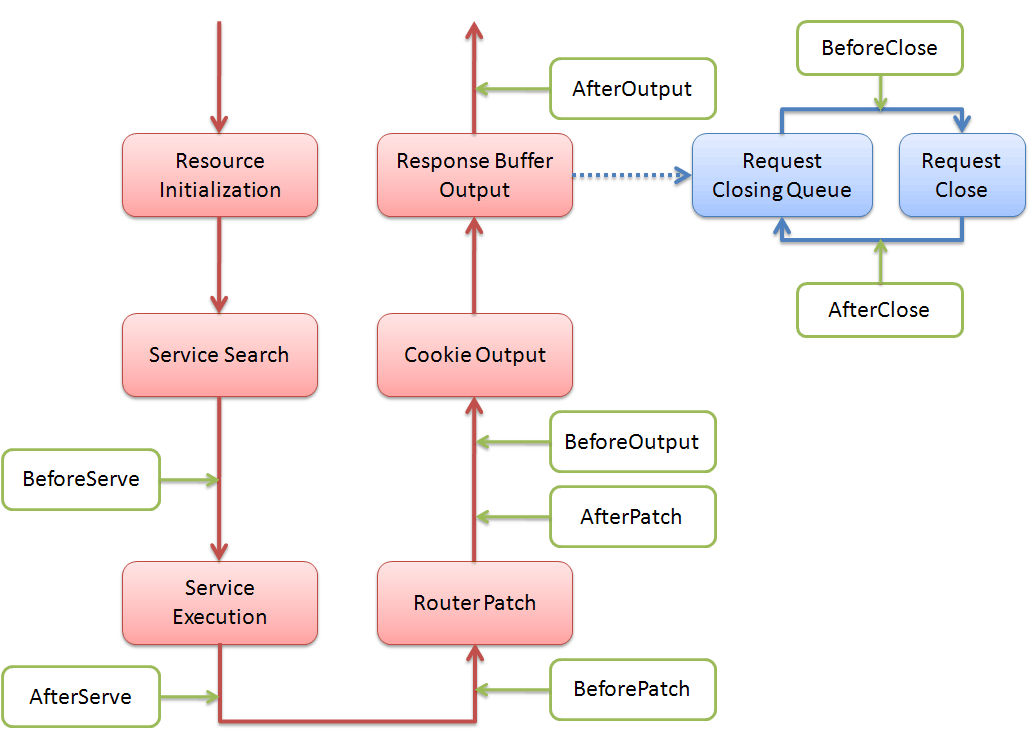 BeforeClose
AfterOutput
Resource
Initialization
Response Buffer
Output
Request
Closing Queue
Request
Close
AfterClose
Service Search
Cookie Output
BeforeOutput
BeforeServe
AfterPatch
Service
Execution
Router Patch
AfterServe
BeforePatch